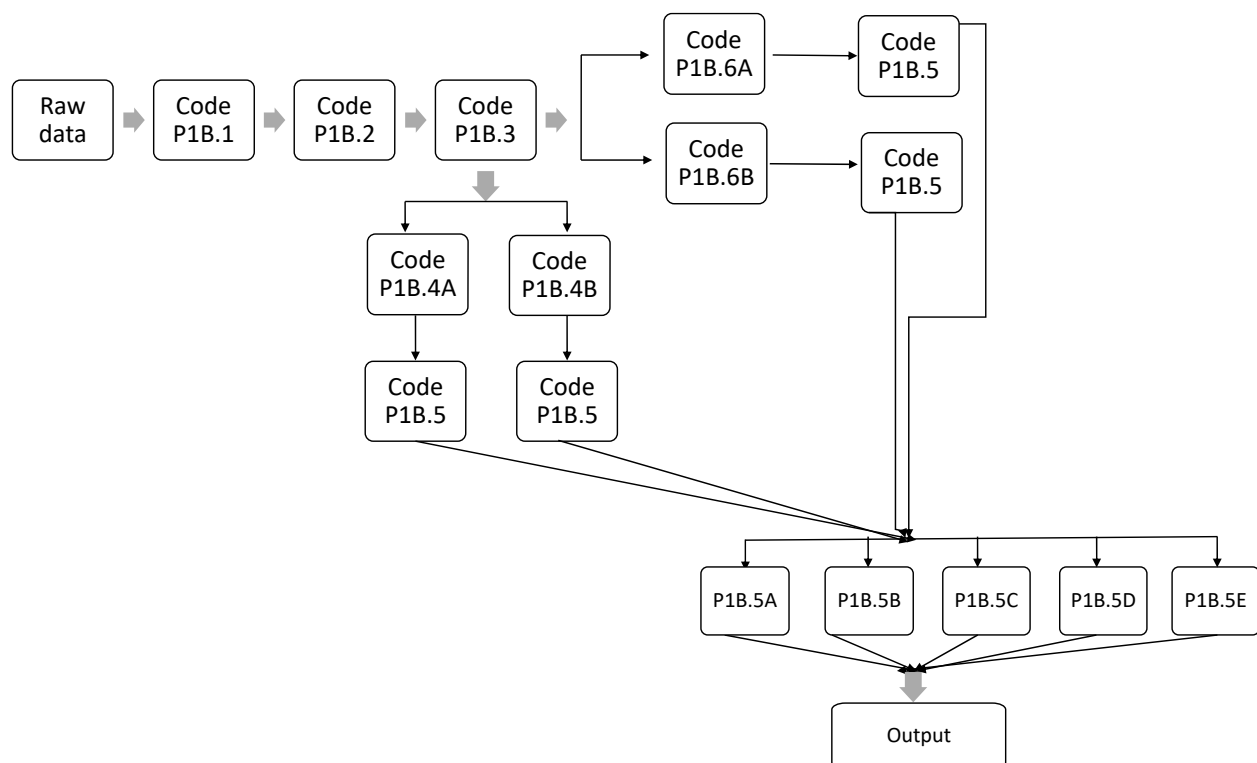 Code
P1B.6A
Code
P1B.5
Raw
data
Code
P1B.1
Code
P1B.2
Code
P1B.3
Code
P1B.6B
Code
P1B.5
Code
P1B.4A
Code
P1B.4B
Code
P1B.5
Code
P1B.5
P1B.5A
P1B.5B
P1B.5C
P1B.5D
P1B.5E
Output